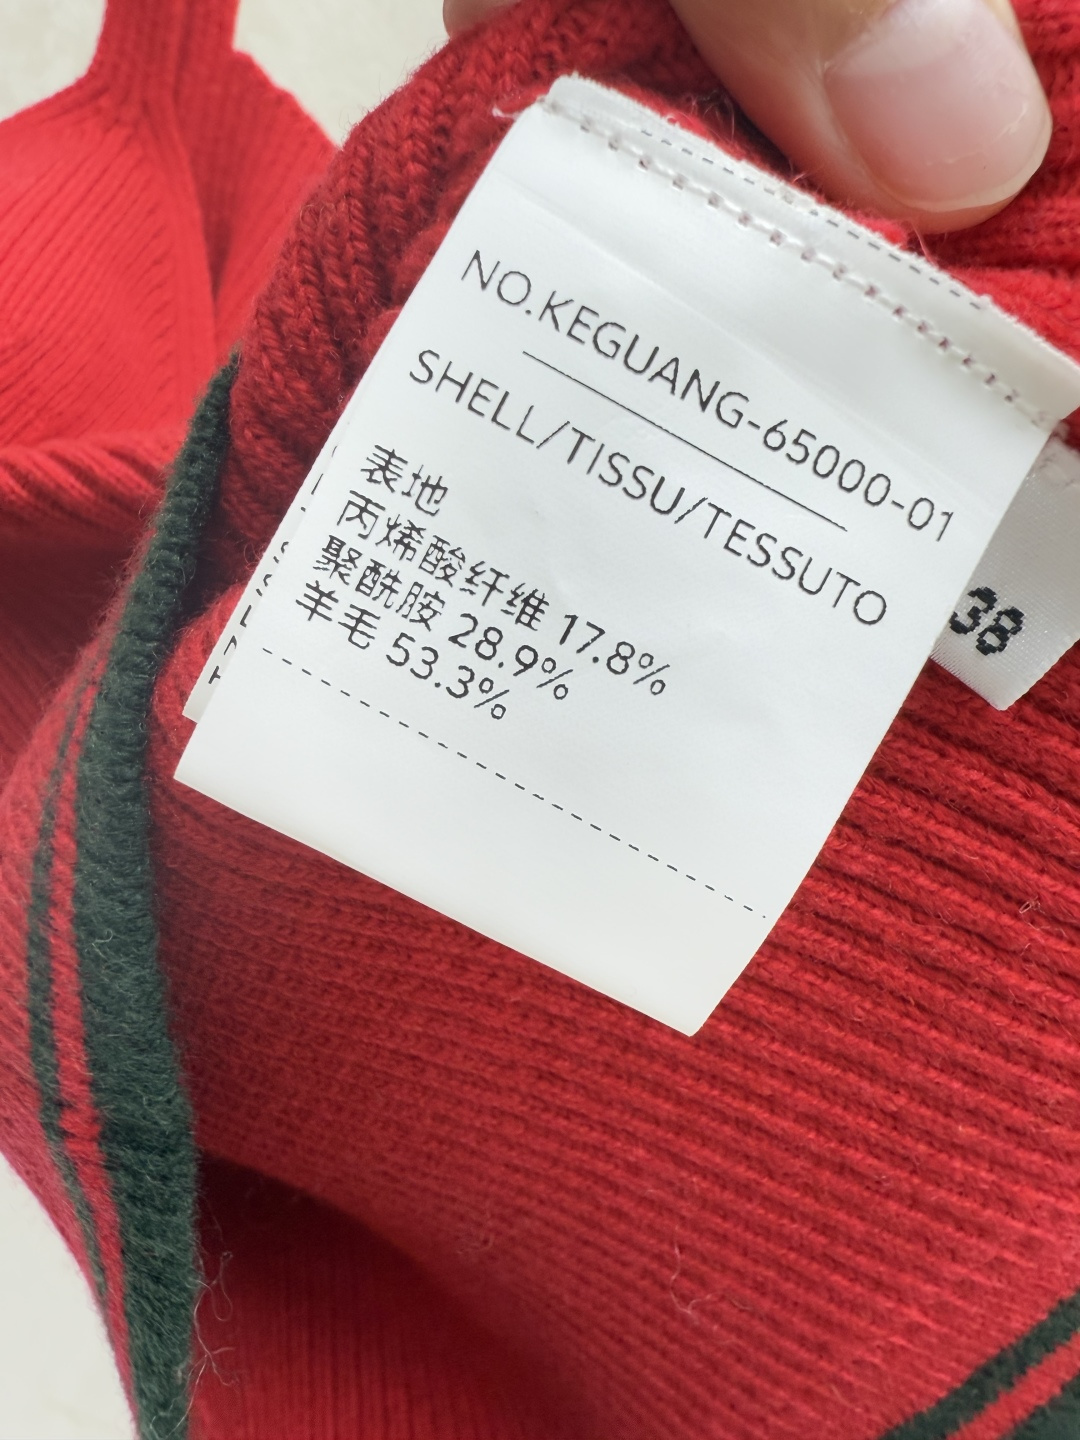 NO.KEGUANG-65000-01
SHELL/TISSU/TESSUTO
表地
丙烯酸纤维 17.8%
聚酰胺 28.9%
羊毛 53.3%
38